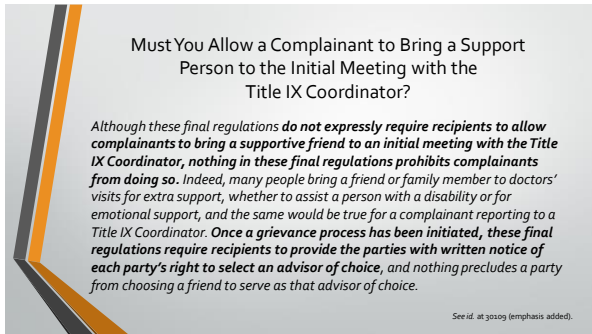 Must You Allow a Complainant to Bring a Support
Person to the Initial Meeting with the
Title IX Coordinator?
Although these final regulations do not expressly require recipients to allow
complainants to bring a supportive friend to an initial meeting with the Title
IX Coordinator, nothing in these final regulations prohibits complainants
from doing so. Indeed, many people bring a friend or family member to doctors'
visits for extra support, whether to assist a person with a disability or for
emotional support, and the same would be true for a complainant reporting to a
Title IX Coordinator. Once a grievance process has been initiated, these final
regulations require recipients to provide the parties with written notice of
each party's right to select an advisor of choice, and nothing precludes a party
from choosing a friend to serve as that advisor of choice.
See id. at 30109 (emphasis added).